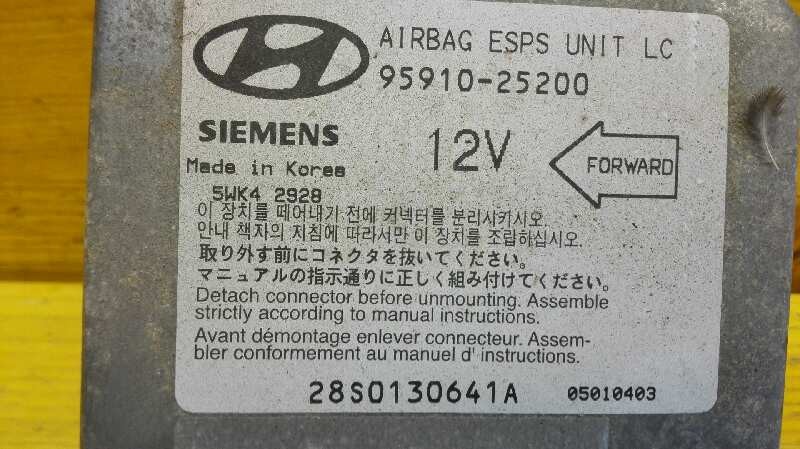 AIRBAG ESPS UNIT LC
95910-25200
SIEMENS
12V
FORWARD
Made in Korea
5WK4 2928
이 장치를 떼어내기 전에 커넥터를 분리시키시오.
안내 책자의 지침에 따라서만 이 장치를 조립하십시오.
取り外す前にコネクタを抜いてください。
マニュアルの指示通りに正しく組み付けてください。
Detach connector before unmounting. Assemble
strictly according to manual instructions.
Avant démontage enlever connecteur. Assem-
bler conformement au manuel d' instructions.
28S0130641A
05010403